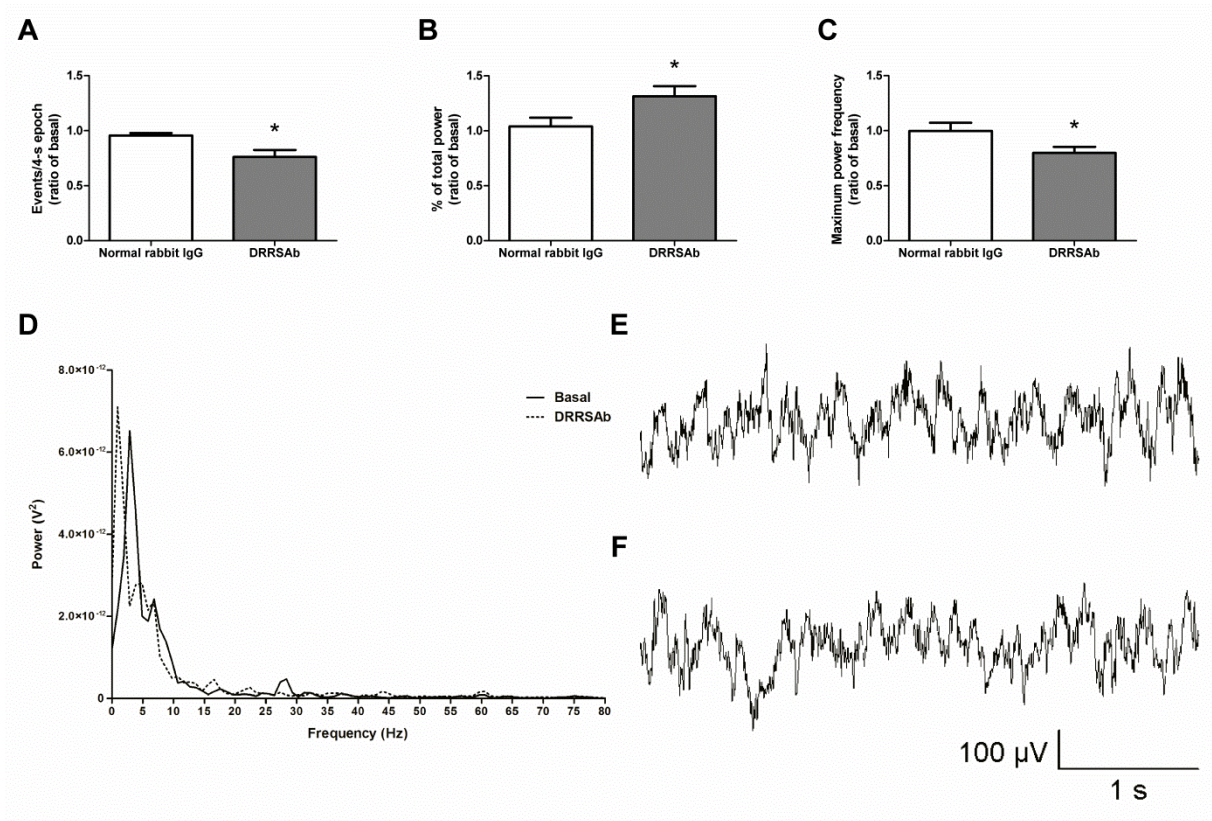 A
Events/4-s epoch
(ratio of basal)
1.5
1.0
0.5
0.0
*
Normal rabbit IgG
DRRSAb
B
% of total power
(ratio of basal)
1.5
1.0
0.5
0.0
*
Normal rabbit IgG
DRRSAb
C
Maximum power frequency
(ratio of basal)
1.5
1.0
0.5
0.0
*
Normal rabbit IgG
DRRSAb
D
Power (V²)
8.0×10⁻¹²
6.0×10⁻¹²
4.0×10⁻¹²
2.0×10⁻¹²
0
0 5 10 15 20 25 30 35 40 45 50 55 60 65 70 75 80
Frequency (Hz)
Basal
DRRSAb
E
F
100 µV
1 s